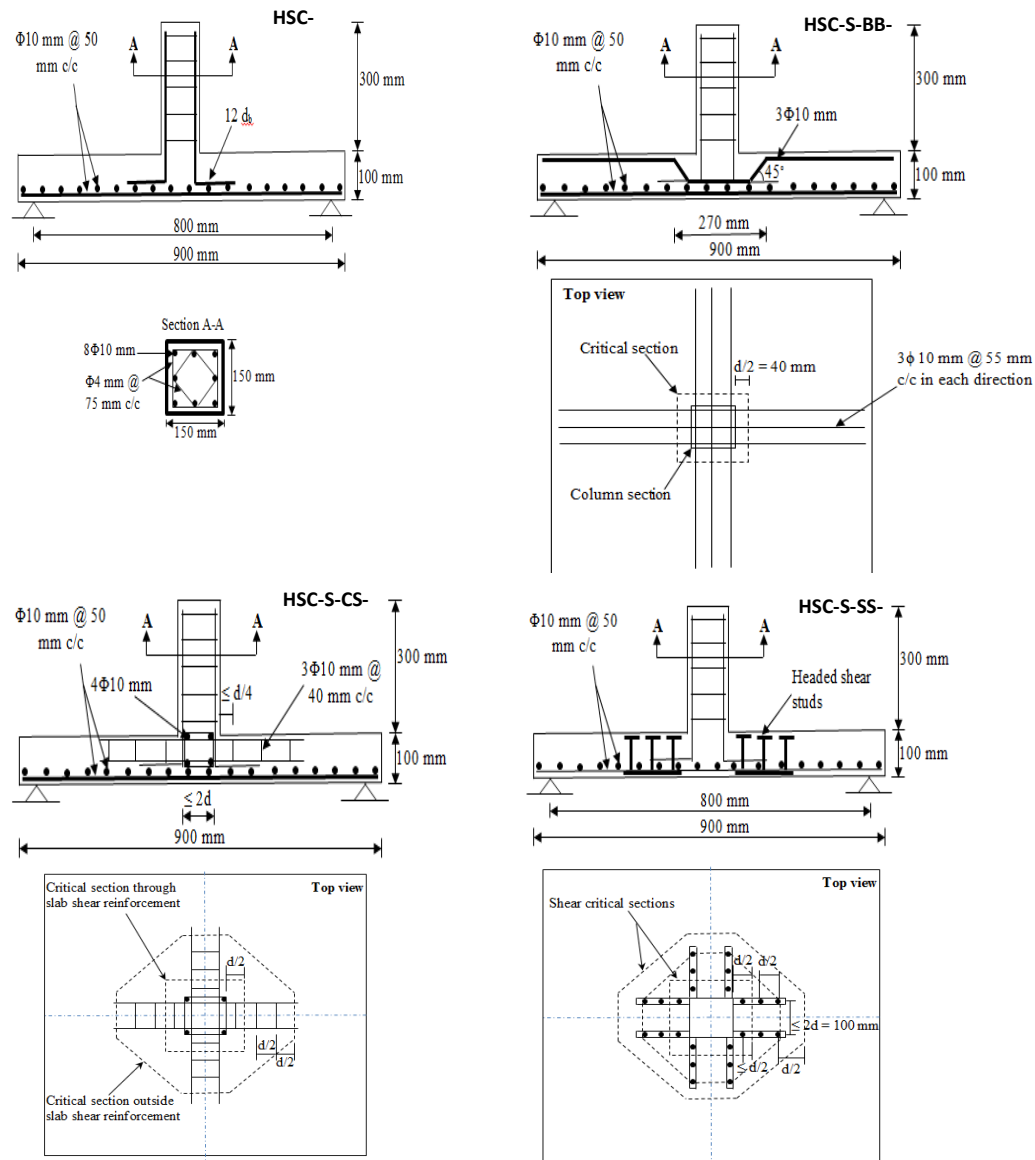 HSC-
Φ10 mm @ 50
mm c/c
A
A
12 db
300 mm
100 mm
800 mm
900 mm
Section A-A
8Φ10 mm
Φ4 mm @
75 mm c/c
150 mm
150 mm
HSC-S-BB-
Φ10 mm @ 50
mm c/c
A
A
3Φ10 mm
45°
300 mm
100 mm
270 mm
900 mm
Top view
Critical section
d/2 = 40 mm
3ϕ 10 mm @ 55 mm
c/c in each direction
Column section
HSC-S-CS-
Φ10 mm @ 50
mm c/c
A
A
4Φ10 mm
≤ d/4
3Φ10 mm @
40 mm c/c
300 mm
100 mm
≤ 2d
900 mm
Critical section through
slab shear reinforcement
Top view
d/2
d/2
d/2
Critical section outside
slab shear reinforcement
HSC-S-SS-
Φ10 mm @ 50
mm c/c
A
A
Headed shear
studs
300 mm
100 mm
800 mm
900 mm
Top view
Shear critical sections
d/2
d/2
≤ 2d = 100 mm
≤ d/2
d/2